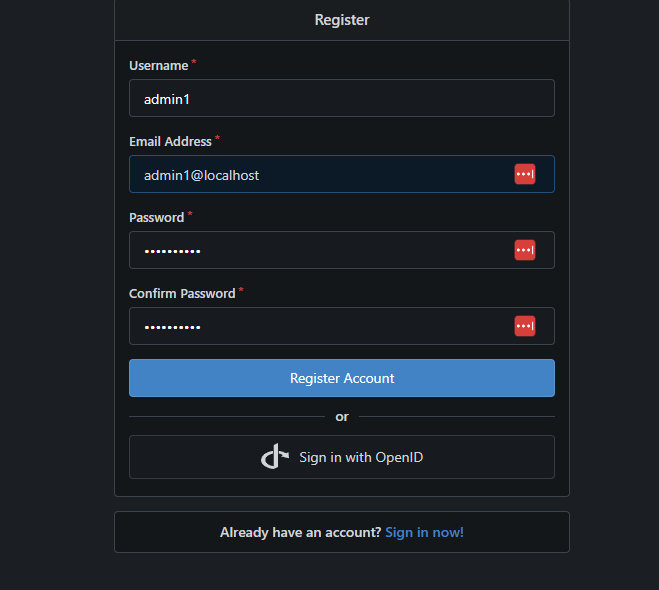 Register
Username *
admin1
Email Address *
admin1@localhost
Password *
••••••••••
Confirm Password *
••••••••••
Register Account
or
Sign in with OpenID
Already have an account? Sign in now!